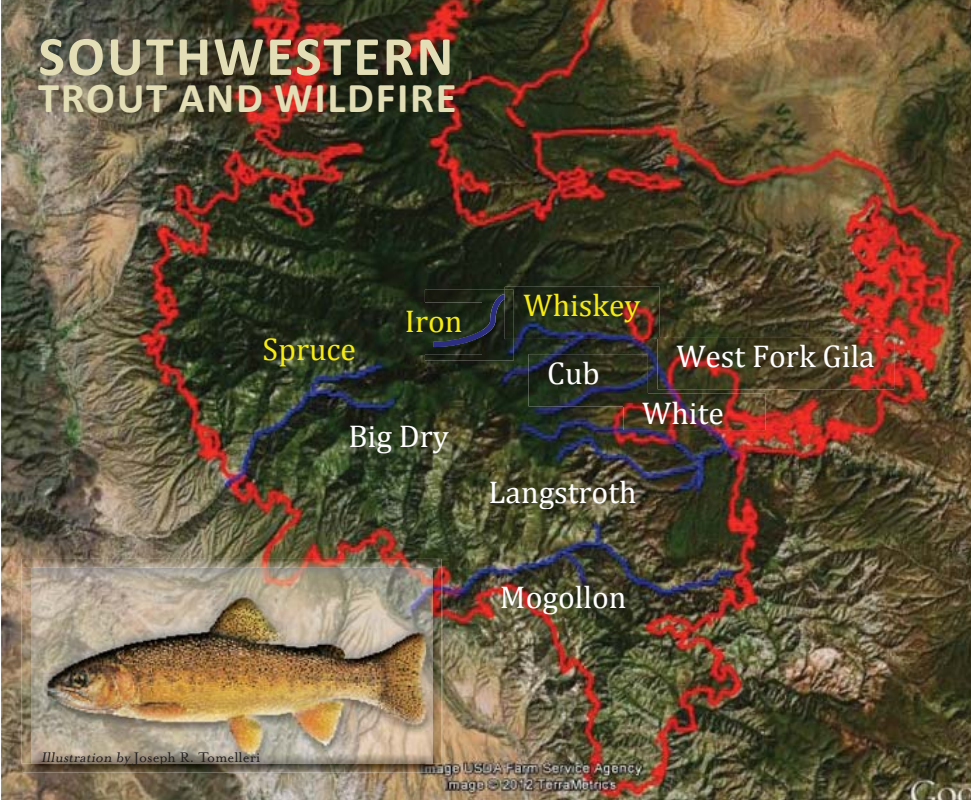 SOUTHWESTERN
TROUT AND WILDFIRE
Whiskey
Iron
Spruce
West Fork Gila
Cub
White
Big Dry
Langstroth
Mogollon
Illustration by Joseph R. Tomelleri
Image USDA Farm Service Agency
Image © 2012 TerraMetrics